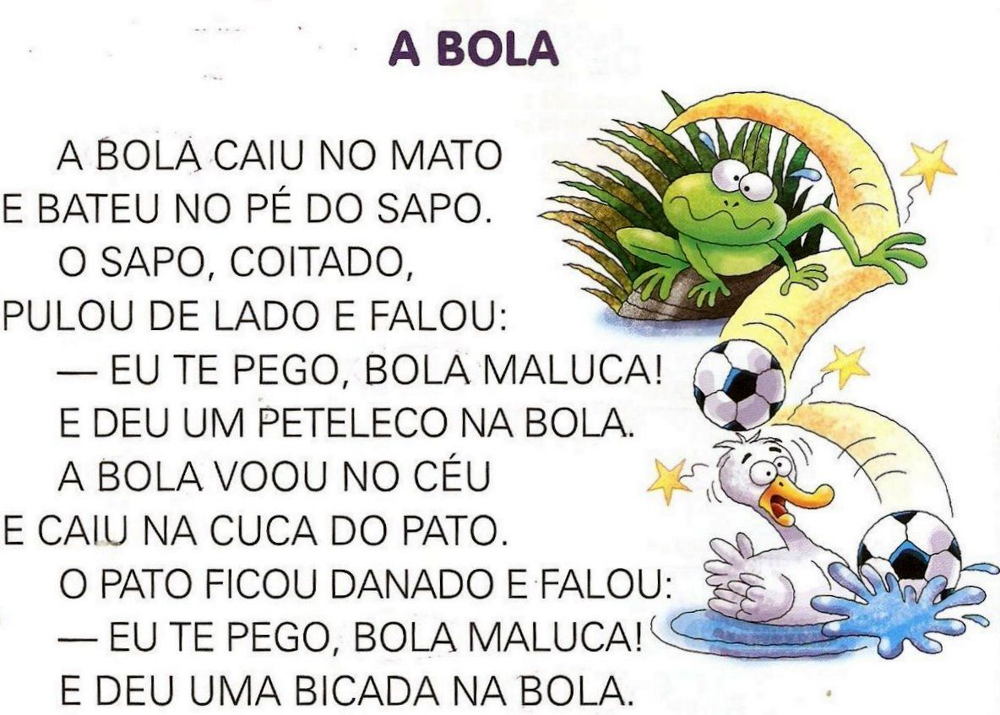 A BOLA
A BOLA CAIU NO MATO
E BATEU NO PÉ DO SAPO.
O SAPO, COITADO,
PULOU DE LADO E FALOU:
— EU TE PEGO, BOLA MALUCA!
E DEU UM PETELECO NA BOLA.
A BOLA VOOU NO CÉU
E CAIU NA CUCA DO PATO.
O PATO FICOU DANADO E FALOU:
— EU TE PEGO, BOLA MALUCA!
E DEU UMA BICADA NA BOLA.